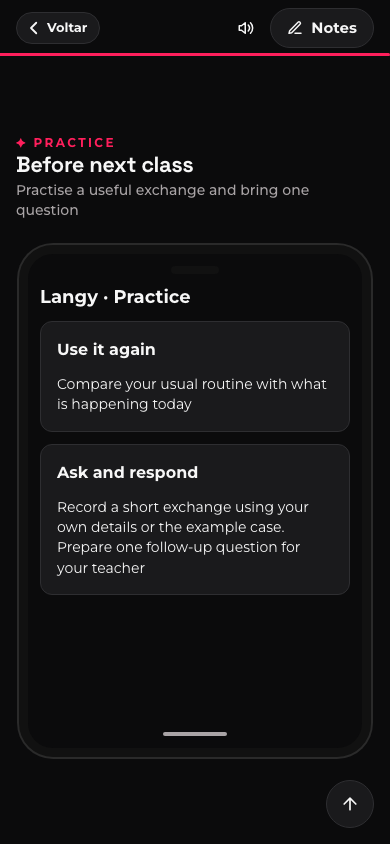 Voltar
Notes
PRACTICE
Before next class
Practise a useful exchange and bring one
question
Langy · Practice
Use it again
Compare your usual routine with what
is happening today
Ask and respond
Record a short exchange using your
own details or the example case.
Prepare one follow-up question for
your teacher